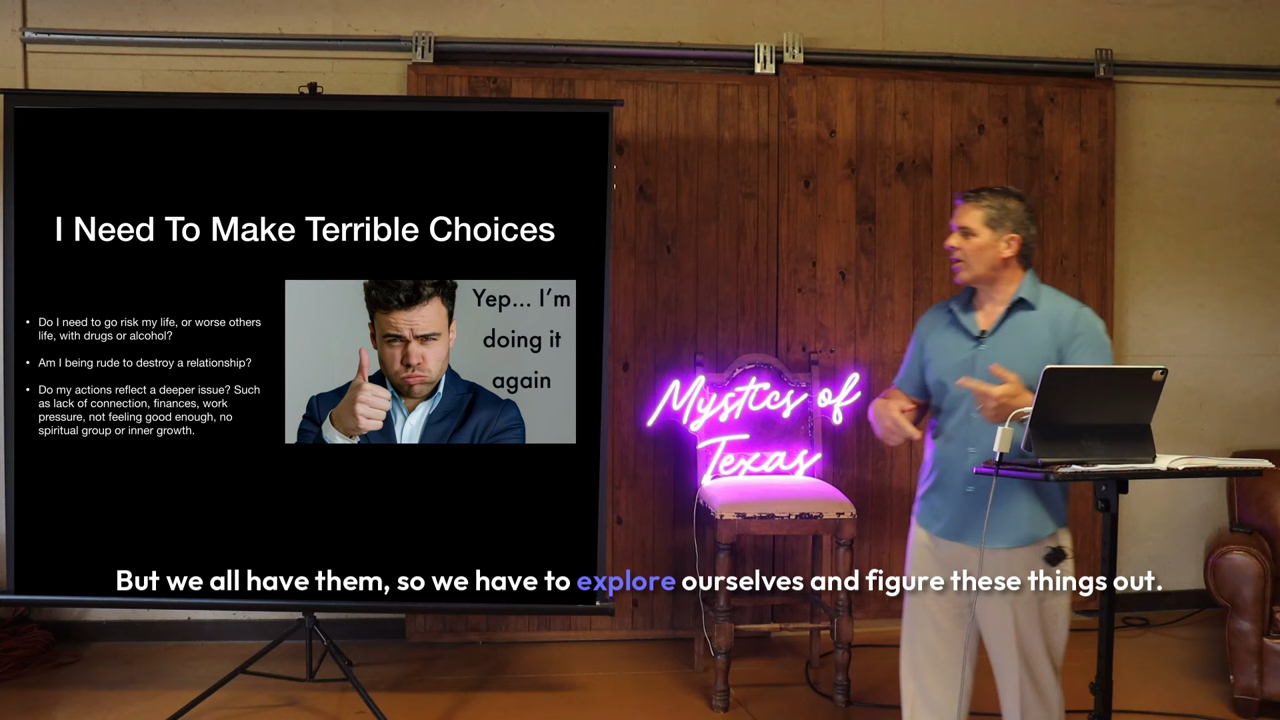 I Need To Make Terrible Choices
• Do I need to go risk my life, or worse others
life, with drugs or alcohol?
• Am I being rude to destroy a relationship?
• Do my actions reflect a deeper issue? Such
as lack of connection, finances, work
pressure, not feeling good enough, no
spiritual group or inner growth.
Yep... I'm
doing it
again
Mystics of
Texas
But we all have them, so we have to explore ourselves and figure these things out.